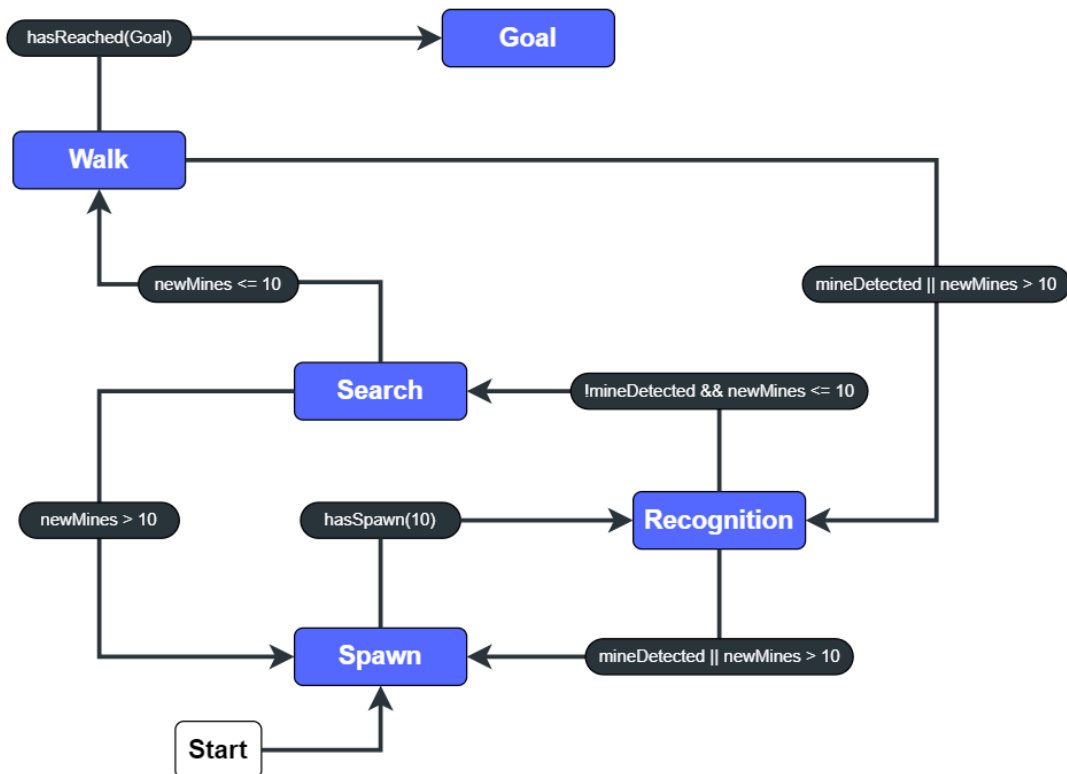 hasReached(Goal)
Goal
Walk
newMines <= 10
mineDetected || newMines > 10
Search
!mineDetected && newMines <= 10
newMines > 10
hasSpawn(10)
Recognition
Spawn
mineDetected || newMines > 10
Start